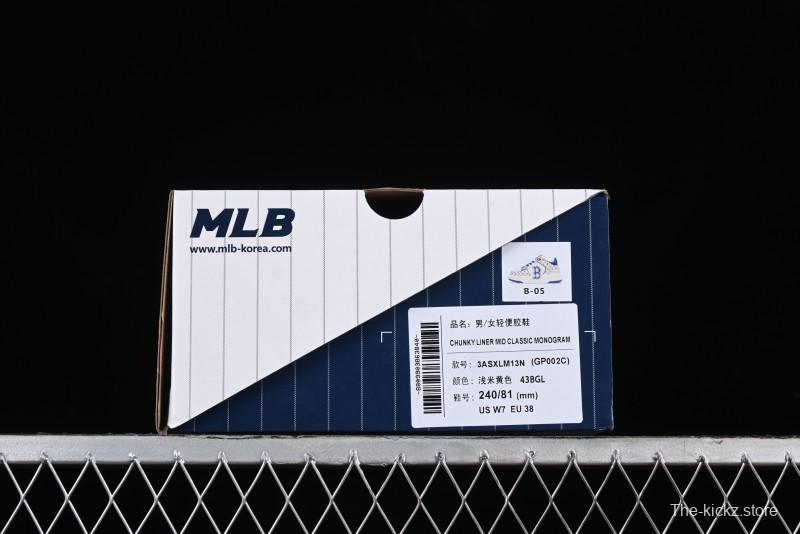 MLB
www.mlb-korea.com
B
B-05
品名: 男/女轻便胶鞋
CHUNKY LINER MID CLASSIC MONOGRAM
款号: 3ASXLM13N (GP002C)
颜色: 浅米黄色 43BGL
鞋号: 240/81 (mm)
US W7 EU 38
The-kickz.store